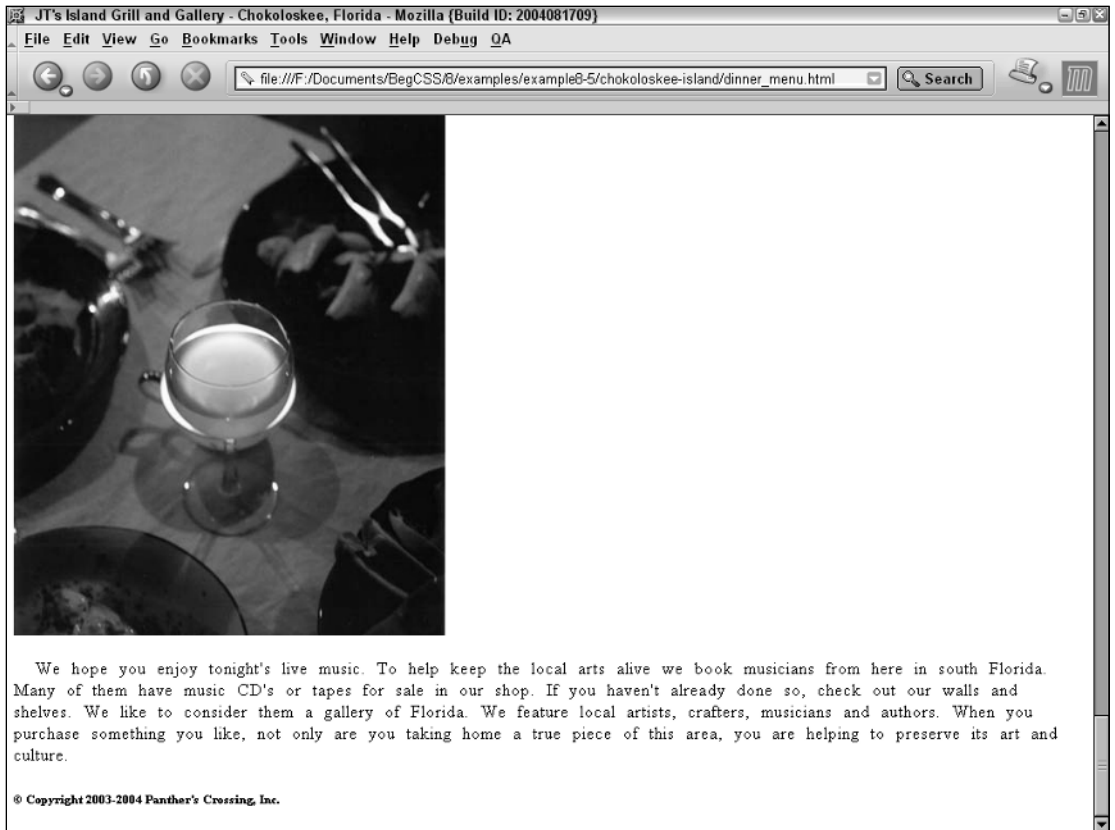 JT's Island Grill and Gallery - Chokoloskee, Florida - Mozilla {Build ID: 2004081709}
File Edit View Go Bookmarks Tools Window Help Debug QA
file:///F:/Documents/BegCSS/8/examples/example8-5/chokoloskee-island/dinner_menu.html Search
We hope you enjoy tonight's live music. To help keep the local arts alive we book musicians from here in south Florida.
Many of them have music CD's or tapes for sale in our shop. If you haven't already done so, check out our walls and
shelves. We like to consider them a gallery of Florida. We feature local artists, crafters, musicians and authors. When you
purchase something you like, not only are you taking home a true piece of this area, you are helping to preserve its art and
culture.
© Copyright 2003-2004 Panther's Crossing, Inc.